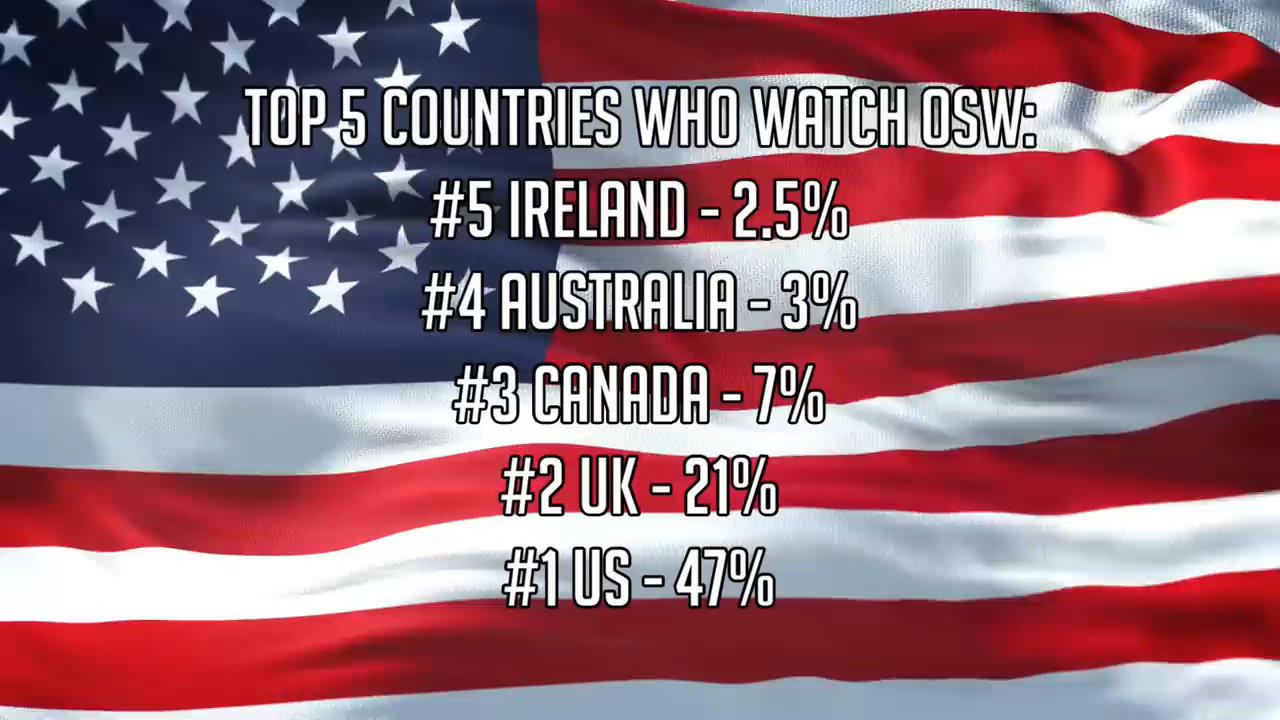 TOP 5 COUNTRIES WHO WATCH OSW:
#5 IRELAND - 2.5%
#4 AUSTRALIA - 3%
#3 CANADA - 7%
#2 UK - 21%
#1 US - 47%